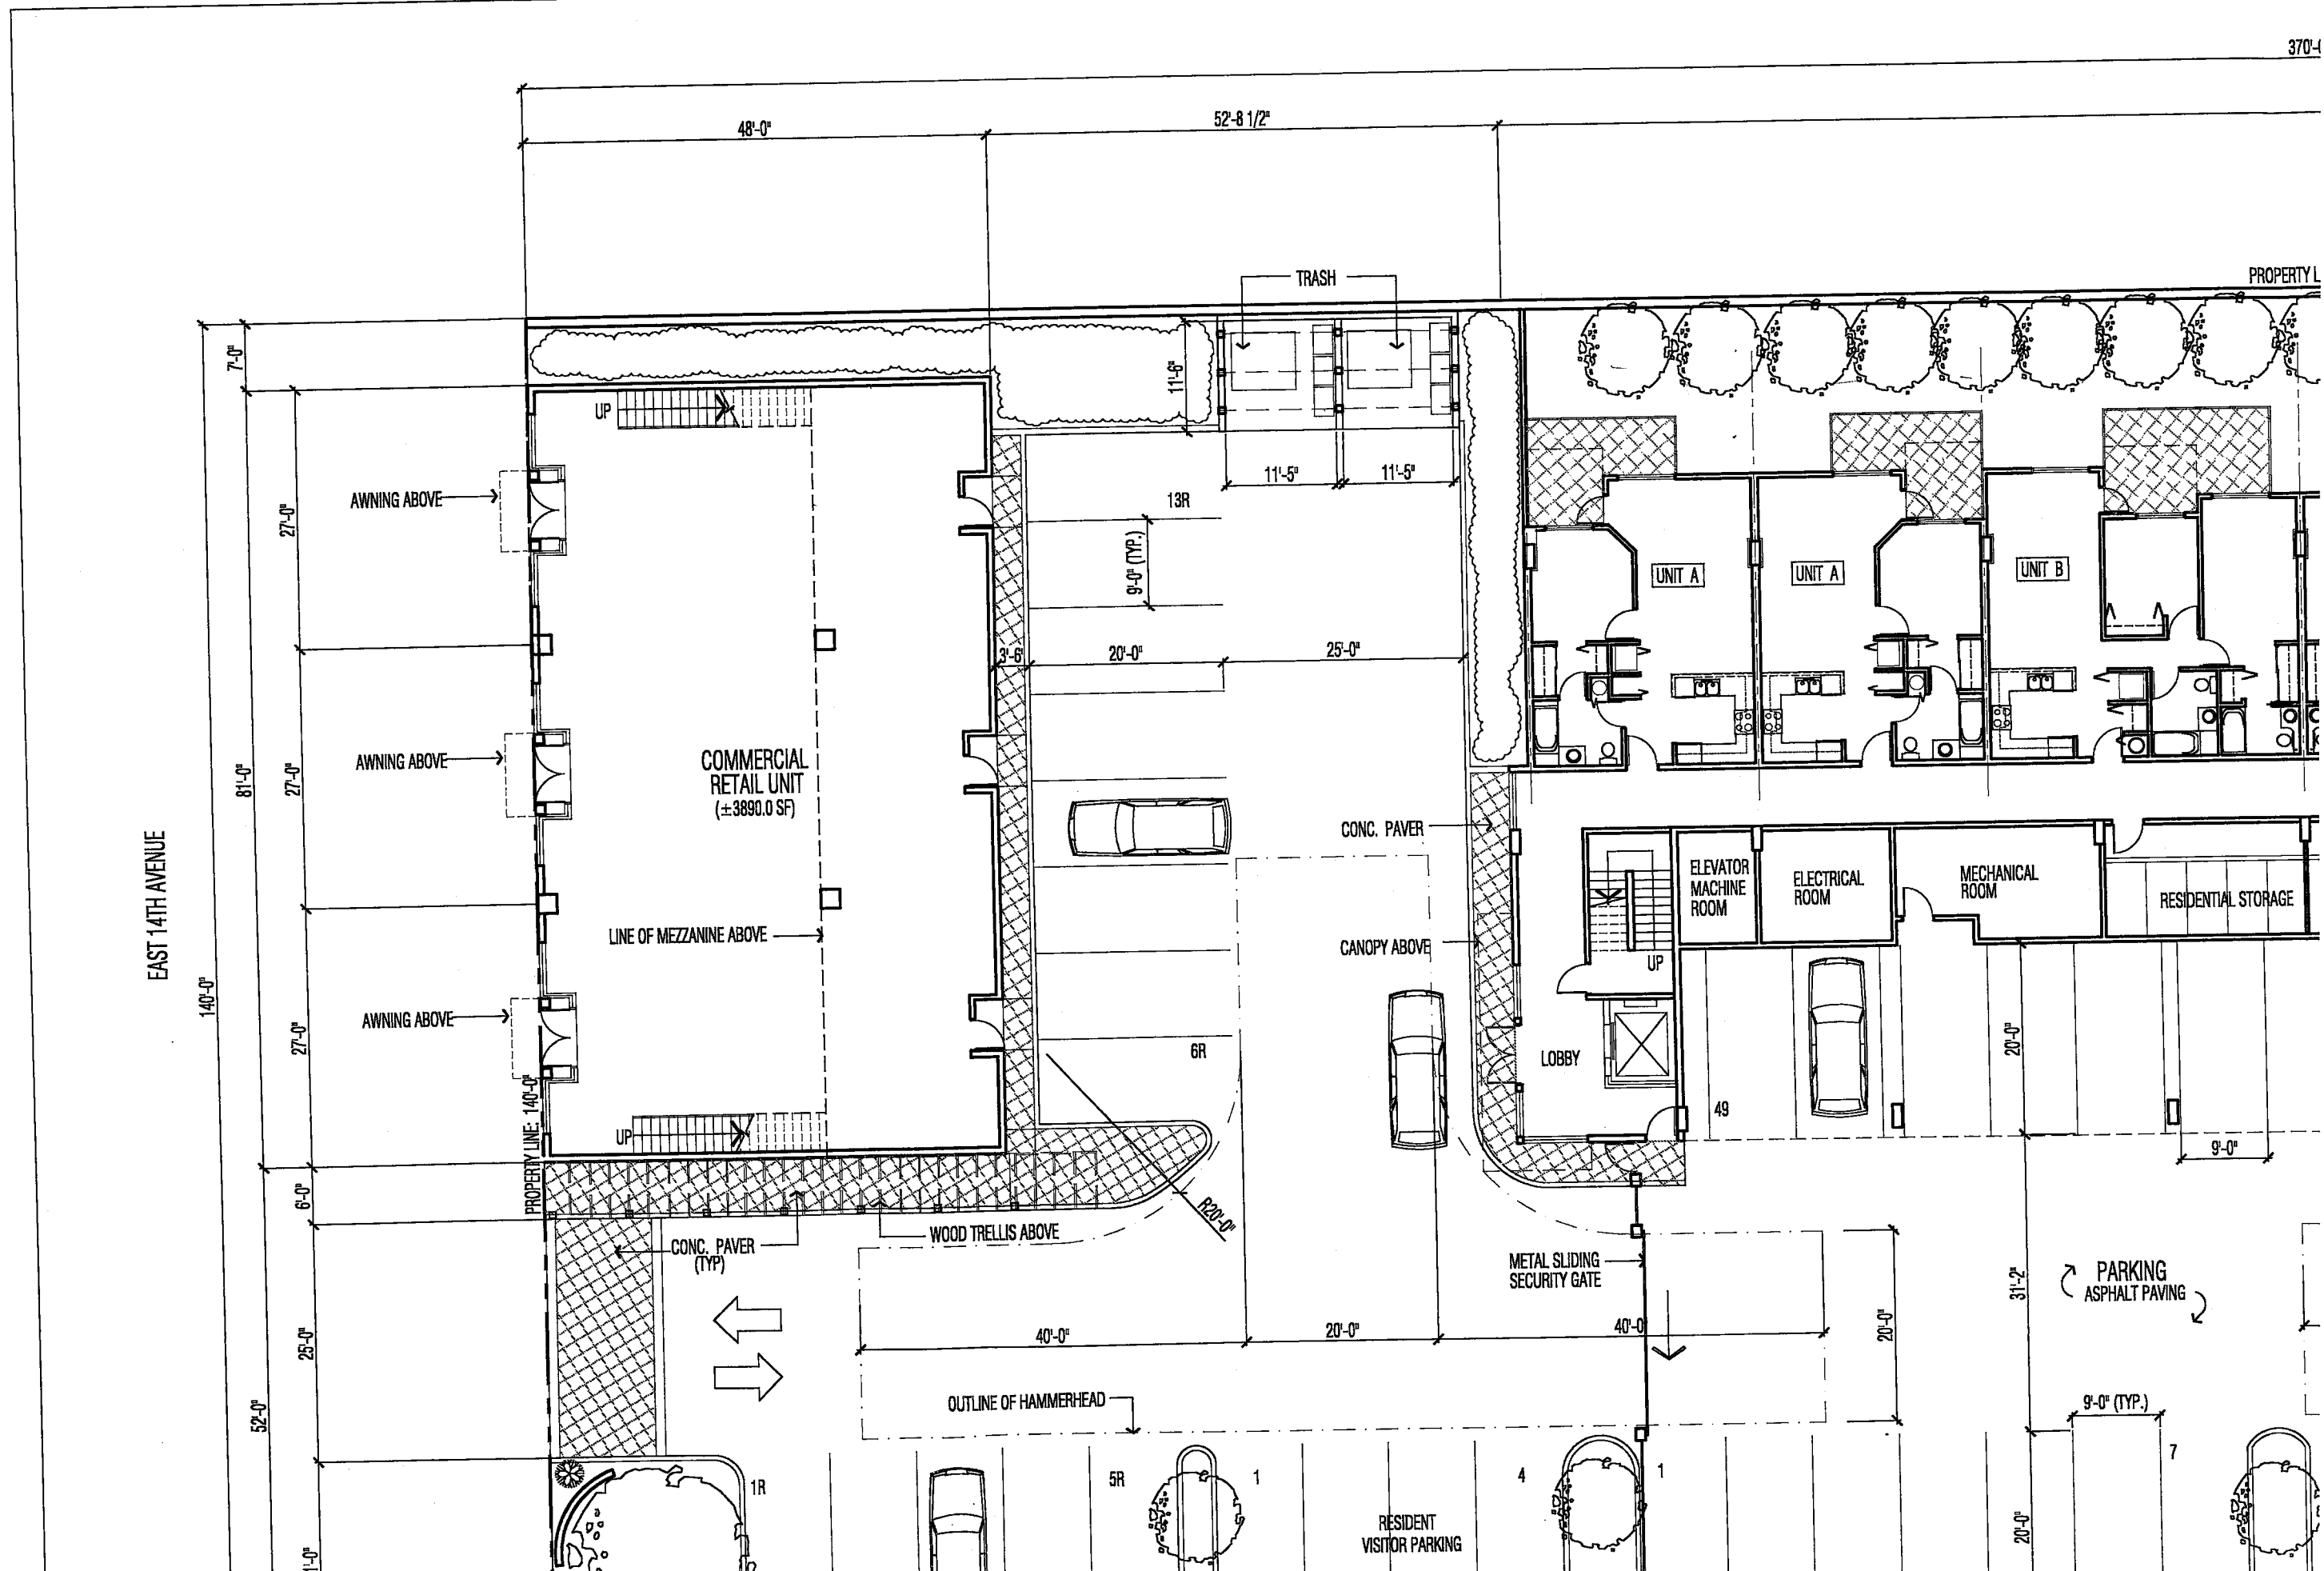 370'-0
48'-0"
52'-8 1/2"
TRASH
PROPERTY L
7'-0"
11'-6"
UP
11'-5"
11'-5"
AWNING ABOVE
13R
27'-0"
9'-0" (TYP.)
UNIT A
UNIT A
UNIT B
3'-6"
20'-0"
25'-0"
AWNING ABOVE
COMMERCIAL
RETAIL UNIT
(±3890.0 SF)
81'-0"
27'-0"
CONC. PAVER
EAST 14TH AVENUE
ELEVATOR
MACHINE
ROOM
ELECTRICAL
ROOM
MECHANICAL
ROOM
RESIDENTIAL STORAGE
LINE OF MEZZANINE ABOVE
CANOPY ABOVE
UP
140'-0"
AWNING ABOVE
27'-0"
6R
LOBBY
20'-0"
49
UP
PROPERTY LINE: 140'-0"
9'-0"
6'-0"
R20'-0"
CONC. PAVER
(TYP)
WOOD TRELLIS ABOVE
METAL SLIDING
SECURITY GATE
PARKING
ASPHALT PAVING
31'-2"
25'-0"
40'-0"
20'-0"
40'-0
20'-0"
52'-0"
OUTLINE OF HAMMERHEAD
9'-0" (TYP.)
1R
5R
1
4
1
7
RESIDENT
VISITOR PARKING
20'-0"
1'-0"